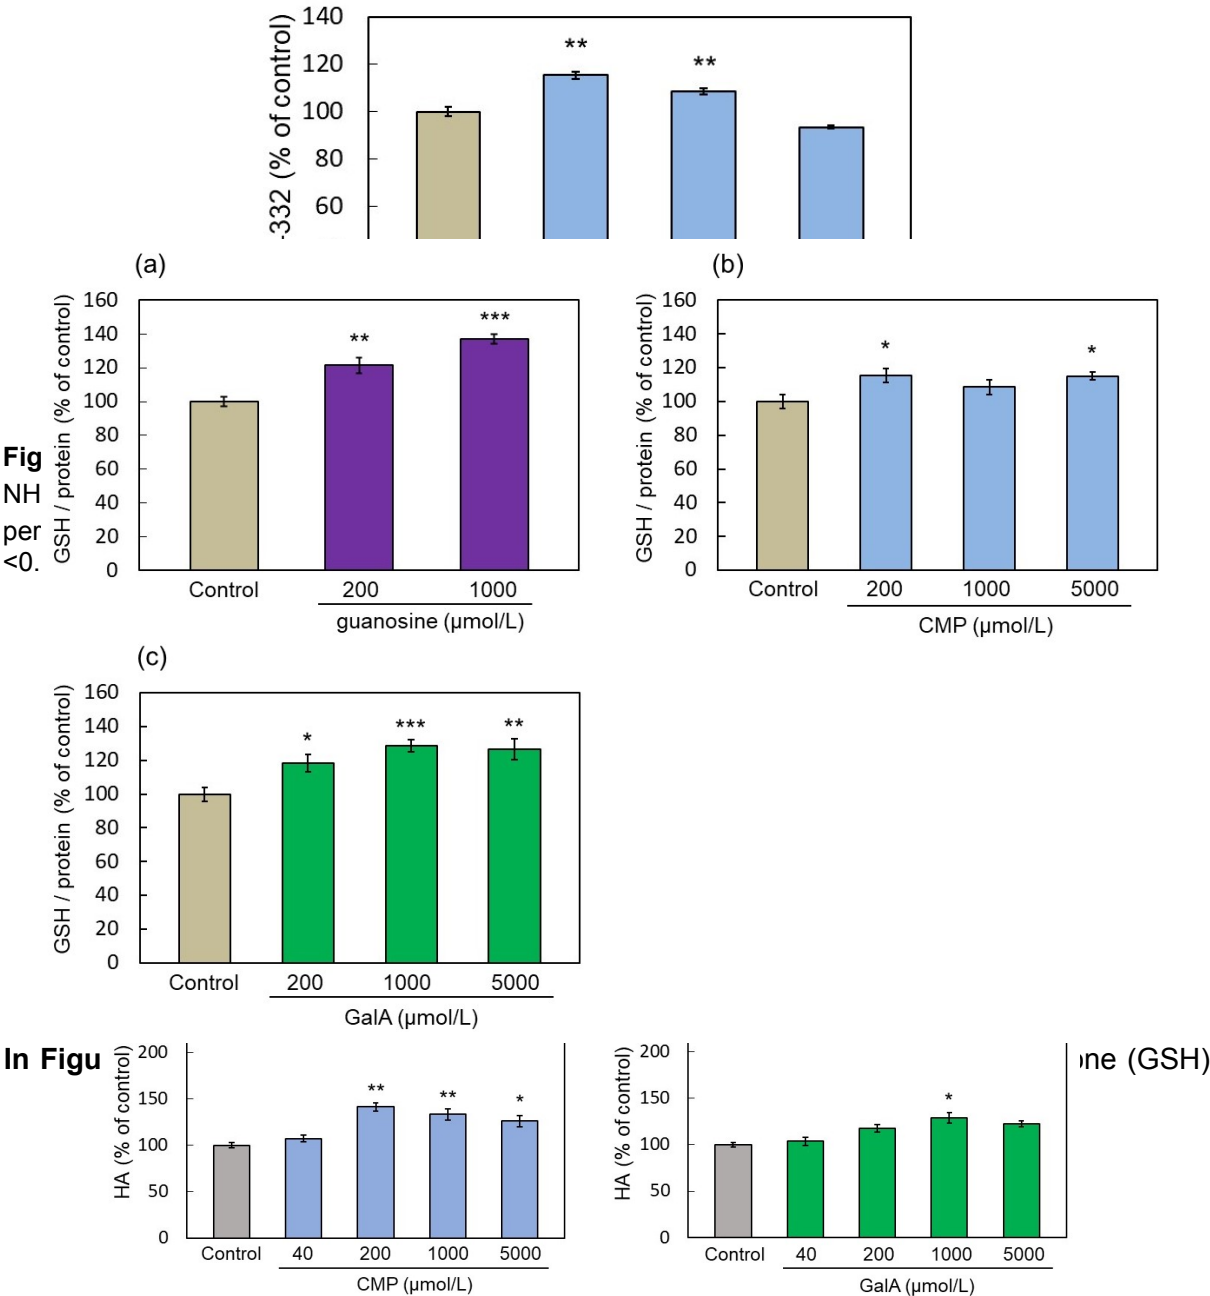 -332 (% of control)
140
120
100
80
60
** **
(a)
GSH / protein (% of control)
160
140
120
100
80
60
40
20
0
** ***
Control 200 1000
guanosine (µmol/L)
(b)
GSH / protein (% of control)
160
140
120
100
80
60
40
20
0
* *
Control 200 1000 5000
CMP (µmol/L)
Fig
NH
per
<0.
(c)
GSH / protein (% of control)
160
140
120
100
80
60
40
20
0
* *** **
Control 200 1000 5000
GalA (µmol/L)
In Figu
one (GSH)
HA (% of control)
200
150
100
50
0
** ** *
Control 40 200 1000 5000
CMP (µmol/L)
HA (% of control)
200
150
100
50
0
*
Control 40 200 1000 5000
GalA (µmol/L)